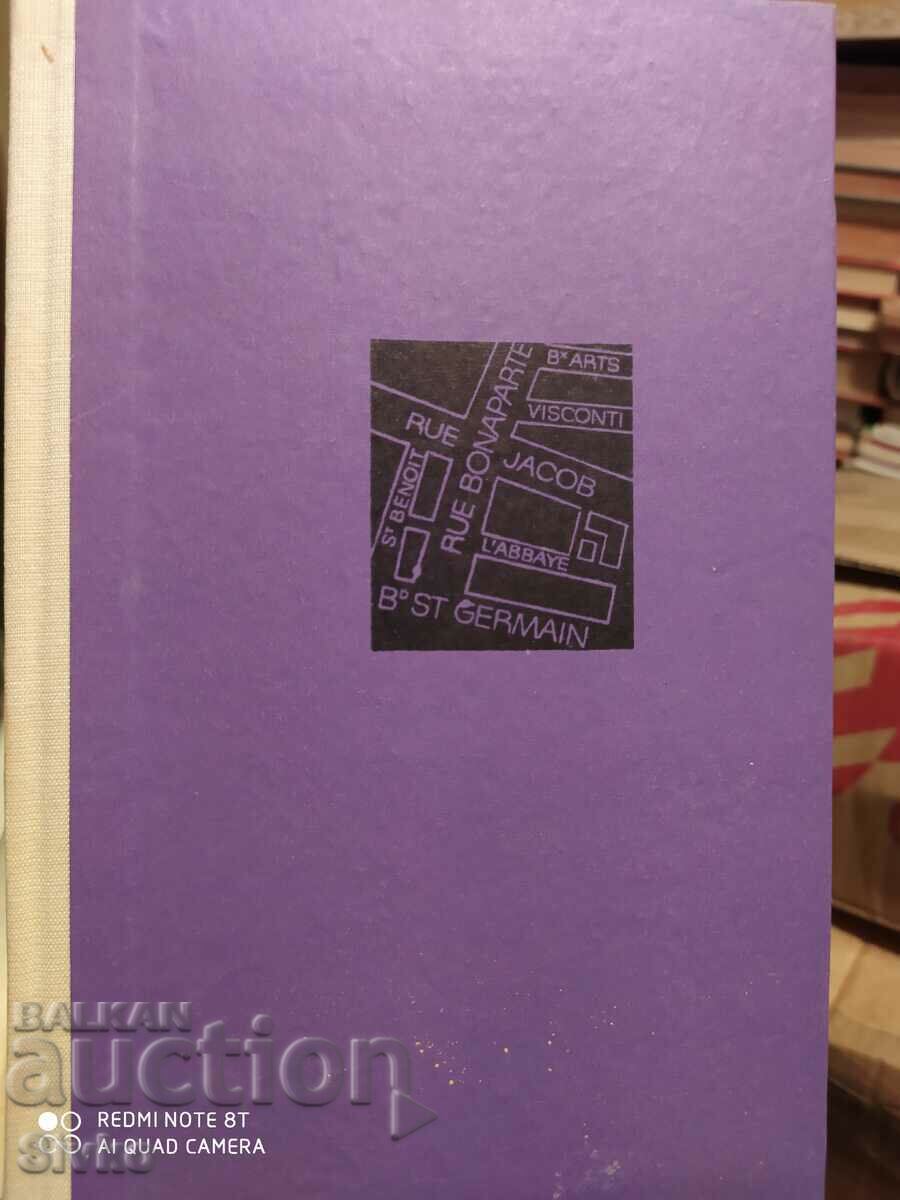 Bˣ ARTS
VISCONTI
RUE JACOB
RUE BONAPARTE
Sᵀ BENOIT
L'ABBAYE
Bᴰ ST GERMAIN
BALKAN
auction
REDMI NOTE 8T
AI QUAD CAMERA
Sivko